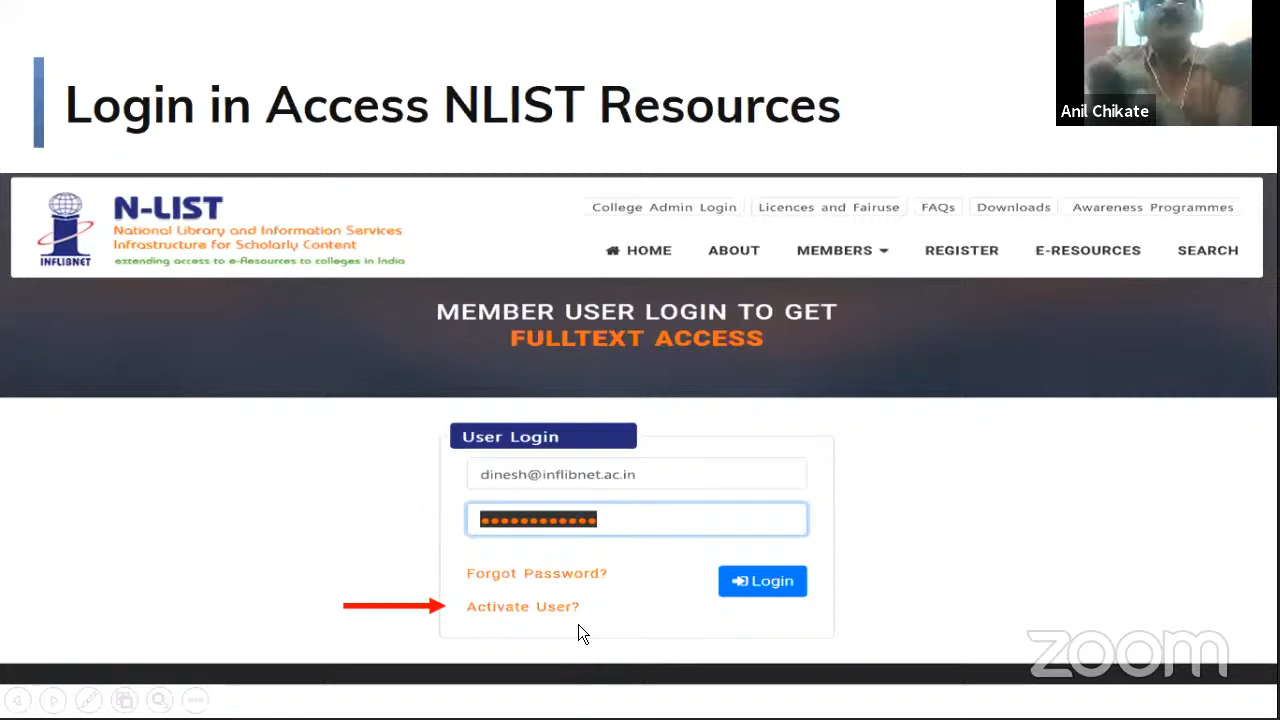 Anil Chikate
Login in Access NLIST Resources
INFLIBNET
N-LIST
National Library and Information Services
Infrastructure for Scholarly Content
extending access to e-Resources to colleges in India
College Admin Login Licences and Fairuse FAQs Downloads Awareness Programmes
HOME ABOUT MEMBERS REGISTER E-RESOURCES SEARCH
MEMBER USER LOGIN TO GET
FULLTEXT ACCESS
User Login
dinesh@inflibnet.ac.in
Forgot Password?
Login
Activate User?
zoom